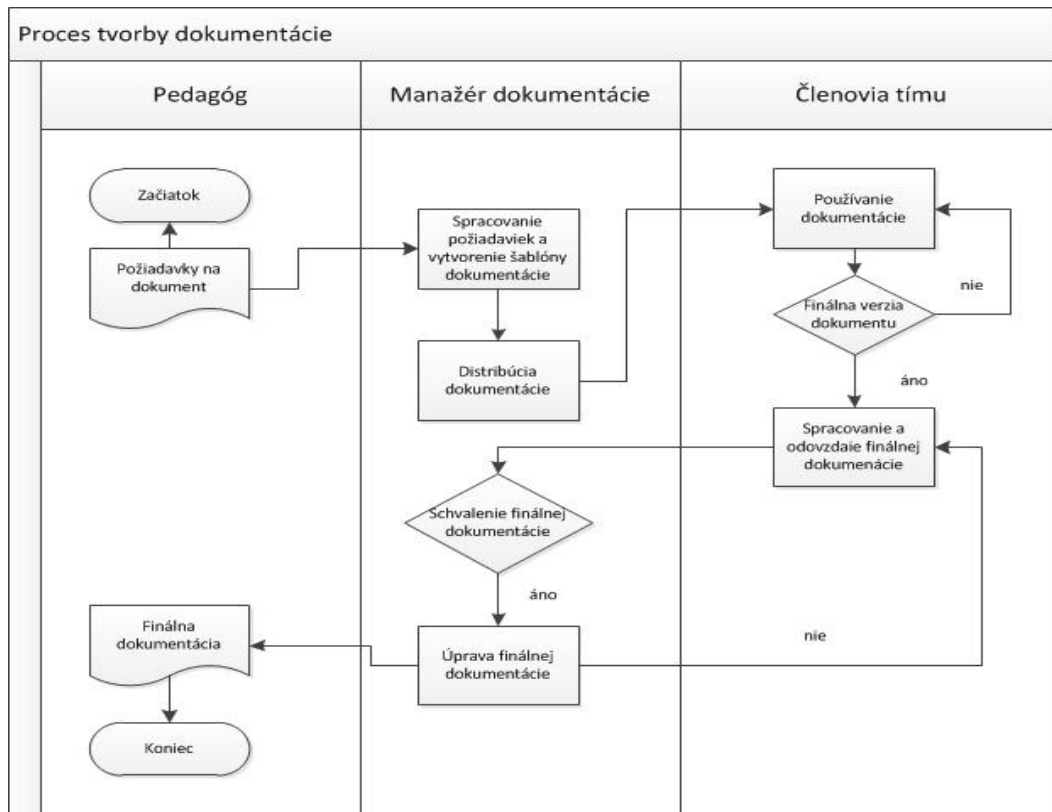 Proces tvorby dokumentácie
Pedagóg
Manažér dokumentácie
Členovia tímu
Začiatok
Požiadavky na
dokument
Spracovanie
požiadaviek a
vytvorenie šablóny
dokumentácie
Distribúcia
dokumentácie
Používanie
dokumentácie
nie
Finálna verzia
dokumentu
áno
Spracovanie a
odovzdaie finálnej
dokumenácie
Schvalenie finálnej
dokumentácie
áno
nie
Úprava finálnej
dokumentácie
Finálna
dokumentácia
Koniec